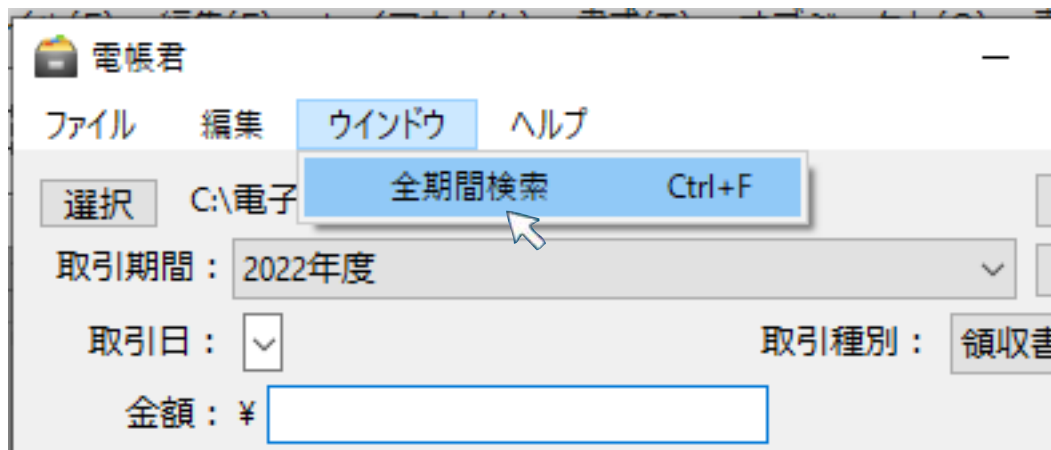 電帳君
ファイル 編集 ウインドウ ヘルプ
全期間検索 Ctrl+F
選択 C:\電子
取引期間： 2022年度
取引日： 取引種別： 領収書
金額：¥